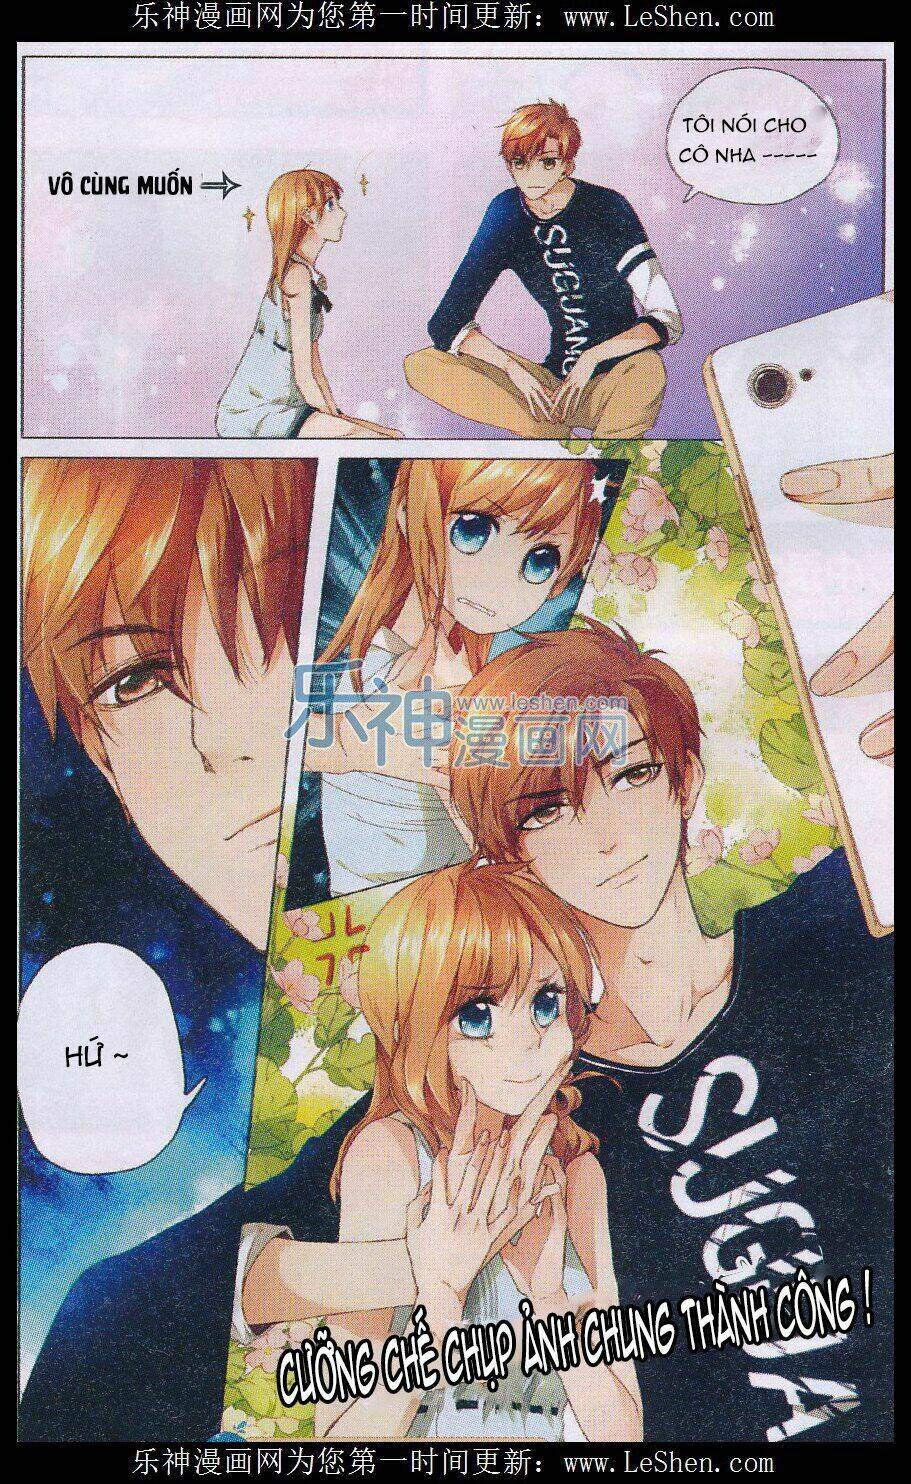 乐神漫画网为您第一时间更新: www.LeShen.com
TÔI NÓI CHO
CÔ NHA -----
VÔ CÙNG MUỐN ⇒
SUGUANG
乐神漫画网
www.leshen.com
HỨ ~
SUGUA
CƯỠNG CHẾ CHỤP ẢNH CHUNG THÀNH CÔNG !
乐神漫画网为您第一时间更新: www.LeShen.com